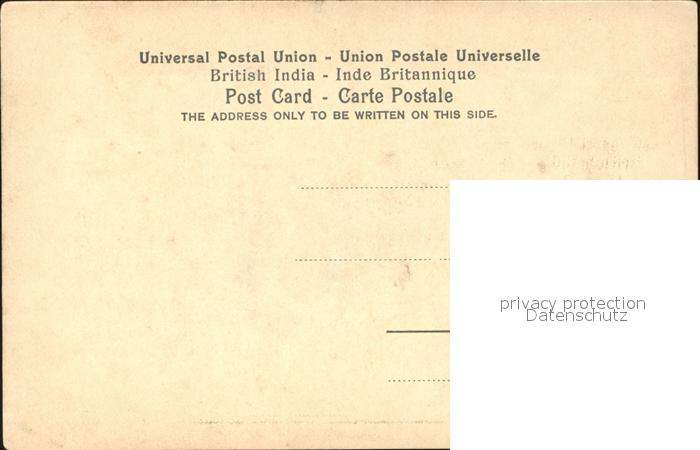 Universal Postal Union - Union Postale Universelle
British India - Inde Britannique
Post Card - Carte Postale
THE ADDRESS ONLY TO BE WRITTEN ON THIS SIDE.
privacy protection
Datenschutz